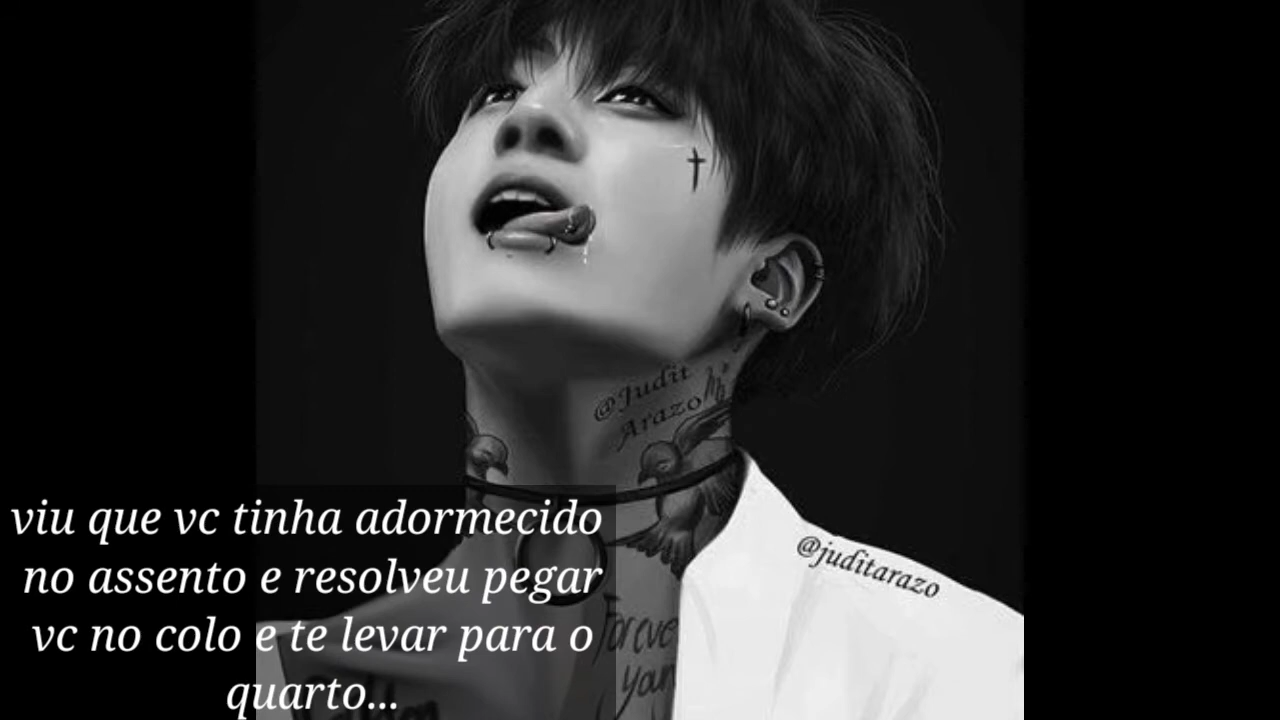 @Judit
Arazo
@juditarazo
viu que vc tinha adormecido
no assento e resolveu pegar
vc no colo e te levar para o
quarto...